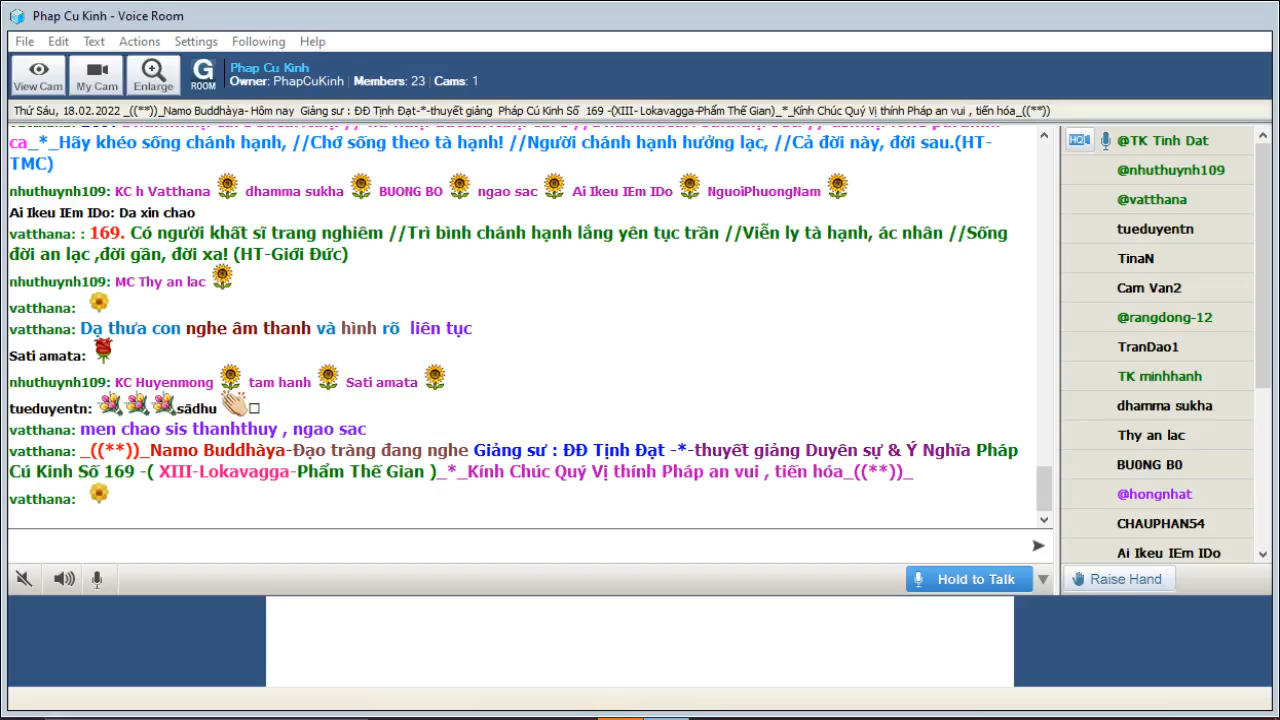 Phap Cu Kinh - Voice Room
File Edit Text Actions Settings Following Help
View Cam My Cam Enlarge G ROOM Phap Cu Kinh
Owner: PhapCuKinh | Members: 23 | Cams: 1
Thứ Sáu, 18.02.2022 _((**))_Namo Buddhàya- Hôm nay Giảng sư : ĐĐ Tịnh Đạt-*-thuyết giảng Pháp Cú Kinh Số 169 -(XIII- Lokavagga-Phẩm Thế Gian)_*_Kính Chúc Quý Vị thính Pháp an vui , tiến hóa_((**))
ca_*_Hãy khéo sống chánh hạnh, //Chớ sống theo tà hạnh! //Người chánh hạnh hưởng lạc, //Cả đời này, đời sau.(HT-
TMC)
nhuthuynh109: KC h Vatthana dhamma sukha BUONG BO ngao sac Ai Ikeu IEm IDo NguoiPhuongNam
Ai Ikeu IEm IDo: Da xin chao
vatthana: : 169. Có người khất sĩ trang nghiêm //Trì bình chánh hạnh lẳng yên tục trần //Viễn ly tà hạnh, ác nhân //Sống
đời an lạc ,đời gần, đời xa! (HT-Giới Đức)
nhuthuynh109: MC Thy an lac
vatthana:
vatthana: Dạ thưa con nghe âm thanh và hình rõ liên tục
Sati amata:
nhuthuynh109: KC Huyenmong tam hanh Sati amata
tueduyentn: sādhu
vatthana: men chao sis thanhthuy , ngao sac
vatthana: _((**))_Namo Buddhàya-Đạo tràng đang nghe Giảng sư : ĐĐ Tịnh Đạt -*-thuyết giảng Duyên sự & Ý Nghĩa Pháp
Cú Kinh Số 169 -( XIII-Lokavagga-Phẩm Thế Gian )_*_Kính Chúc Quý Vị thính Pháp an vui , tiến hóa_((**))_
vatthana:
Hold to Talk
HQ @TK Tinh Dat
@nhuthuynh109
@vatthana
tueduyentn
TinaN
Cam Van2
@rangdong-12
TranDao1
TK minhhanh
dhamma sukha
Thy an lac
BU0NG B0
@hongnhat
CHAUPHAN54
Ai Ikeu IEm IDo
Raise Hand